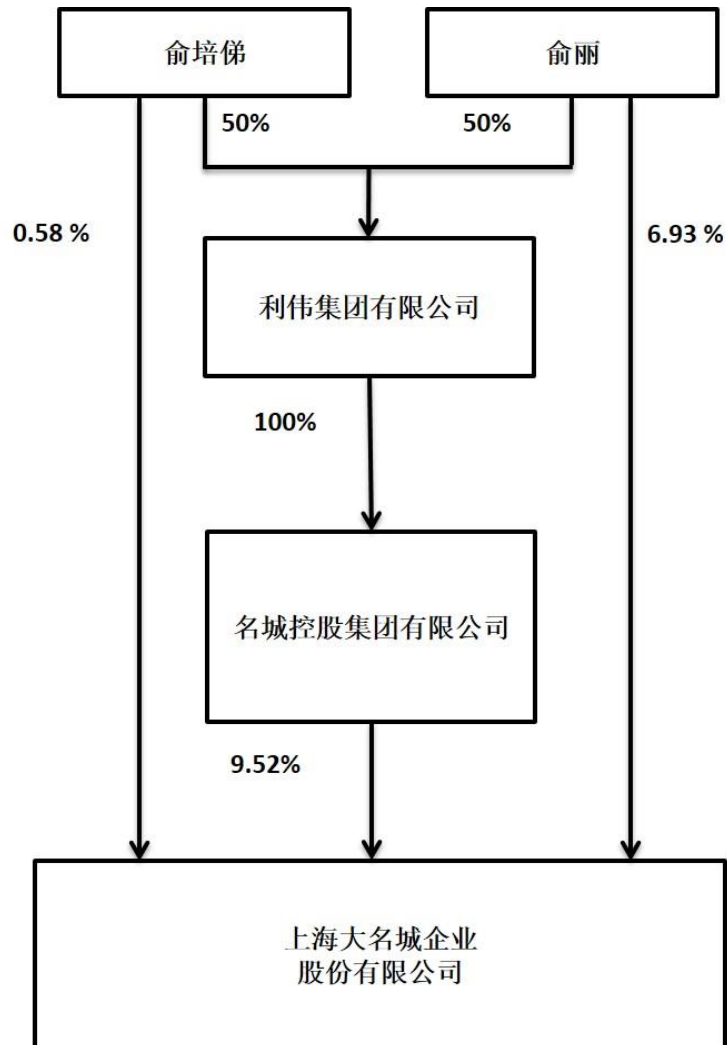 俞培俤
俞丽
50%
50%
0.58 %
6.93 %
利伟集团有限公司
100%
名城控股集团有限公司
9.52%
上海大名城企业
股份有限公司